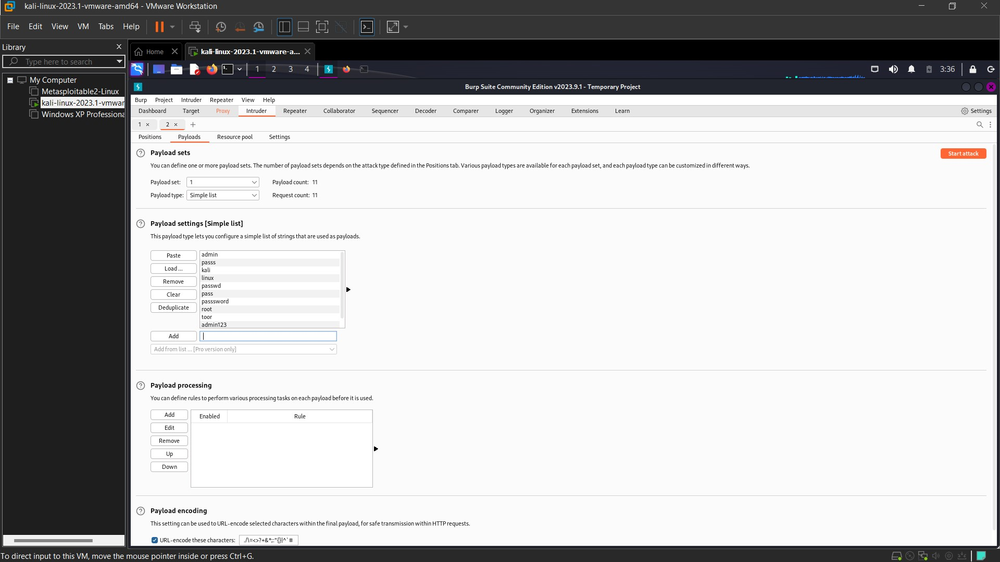 kali-linux-2023.1-vmware-amd64 - VMware Workstation
File Edit View VM Tabs Help
Library
Type here to search
My Computer
Metasploitable2-Linux
kali-linux-2023.1-vmwar
Windows XP Professiona
Home kali-linux-2023.1-vmware-a...
1 2 3 4 3:36
Burp Suite Community Edition v2023.9.1 - Temporary Project
Burp Project Intruder Repeater View Help
Dashboard Target Proxy Intruder Repeater Collaborator Sequencer Decoder Comparer Logger Organizer Extensions Learn Settings
1 × 2 × +
Positions Payloads Resource pool Settings
? Payload sets Start attack
You can define one or more payload sets. The number of payload sets depends on the attack type defined in the Positions tab. Various payload types are available for each payload set, and each payload type can be customized in different ways.
Payload set: 1 Payload count: 11
Payload type: Simple list Request count: 11
? Payload settings [Simple list]
This payload type lets you configure a simple list of strings that are used as payloads.
Paste
Load ...
Remove
Clear
Deduplicate
admin
passs
kali
linux
passwd
pass
passsword
root
toor
admin123
Add
Add from list ... [Pro version only]
? Payload processing
You can define rules to perform various processing tasks on each payload before it is used.
Add
Edit
Remove
Up
Down
Enabled Rule
? Payload encoding
This setting can be used to URL-encode selected characters within the final payload, for safe transmission within HTTP requests.
URL-encode these characters: ./\=<>?+&*;:"{}|^`#
To direct input to this VM, move the mouse pointer inside or press Ctrl+G.